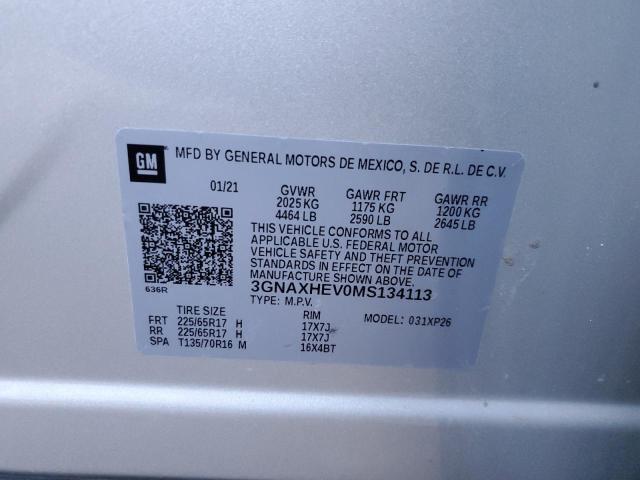 GM
MFD BY GENERAL MOTORS DE MEXICO, S. DE R.L. DE C.V.
01/21 GVWR GAWR FRT GAWR RR
2025 KG 1175 KG 1200 KG
4464 LB 2590 LB 2645 LB
THIS VEHICLE CONFORMS TO ALL
APPLICABLE U.S. FEDERAL MOTOR
VEHICLE SAFETY AND THEFT PREVENTION
STANDARDS IN EFFECT ON THE DATE OF
MANUFACTURE SHOWN ABOVE.
636R 3GNAXHEV0MS134113
TYPE: M.P.V. MODEL: 031XP26
TIRE SIZE RIM
FRT 225/65R17 H 17X7J
RR 225/65R17 H 17X7J
SPA T135/70R16 M 16X4BT